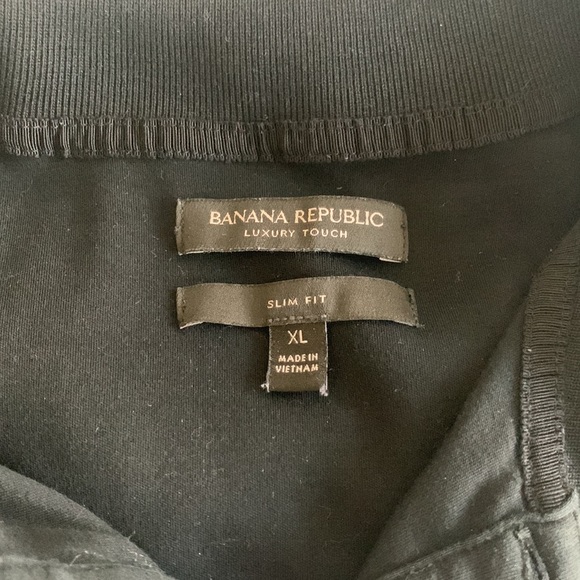 BANANA REPUBLIC
LUXURY TOUCH
SLIM FIT
XL
MADE IN
VIETNAM